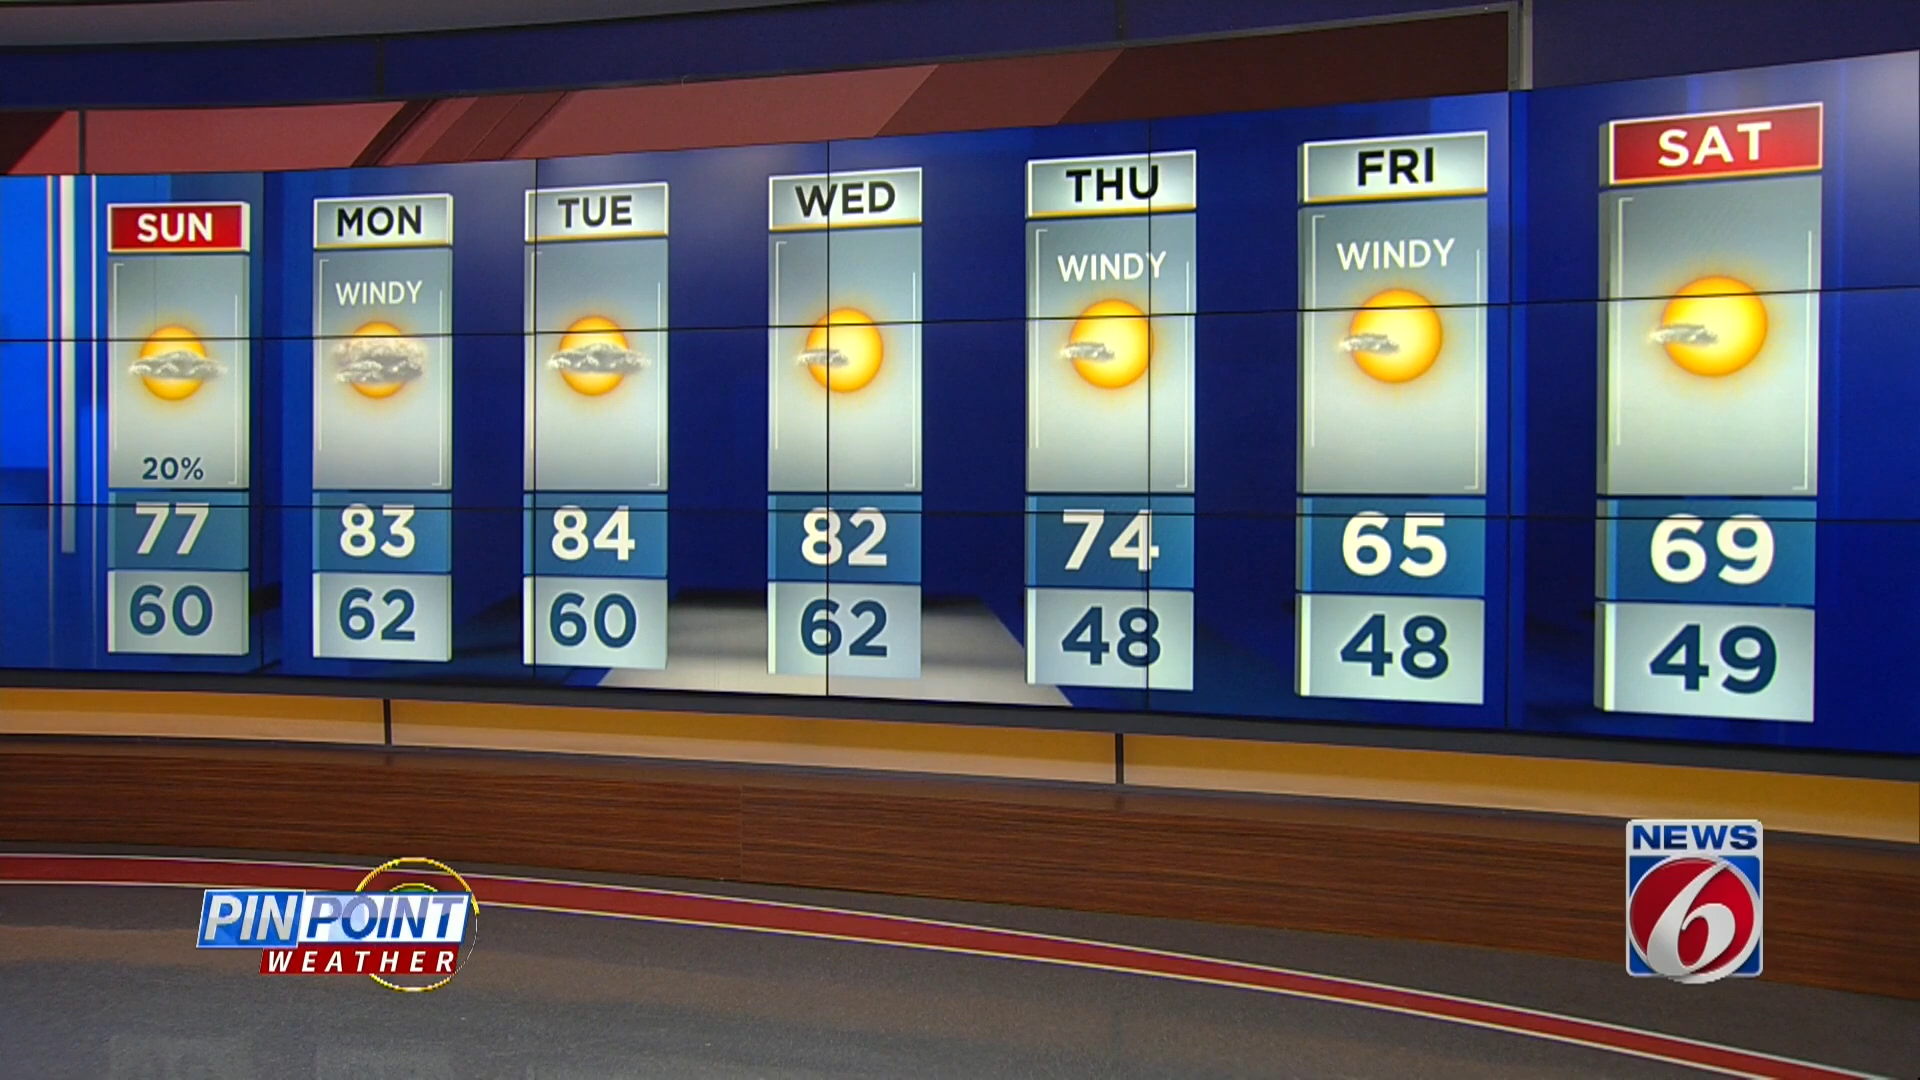 SUN
20%
77
60
MON
WINDY
83
62
TUE
84
60
WED
82
62
THU
WINDY
74
48
FRI
WINDY
65
48
SAT
69
49
PINPOINT
WEATHER
NEWS
6